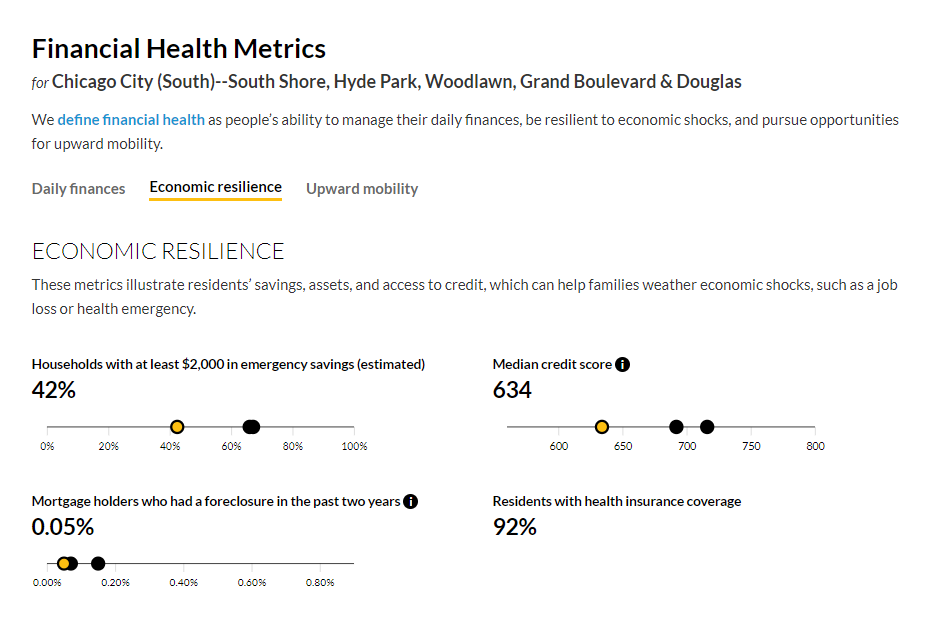 Financial Health Metrics
for Chicago City (South)--South Shore, Hyde Park, Woodlawn, Grand Boulevard & Douglas
We define financial health as people’s ability to manage their daily finances, be resilient to economic shocks, and pursue opportunities
for upward mobility.
Daily finances Economic resilience Upward mobility
ECONOMIC RESILIENCE
These metrics illustrate residents’ savings, assets, and access to credit, which can help families weather economic shocks, such as a job
loss or health emergency.
Households with at least $2,000 in emergency savings (estimated)
42%
0% 20% 40% 60% 80% 100%
Median credit score i
634
600 650 700 750 800
Mortgage holders who had a foreclosure in the past two years i
0.05%
0.00% 0.20% 0.40% 0.60% 0.80%
Residents with health insurance coverage
92%